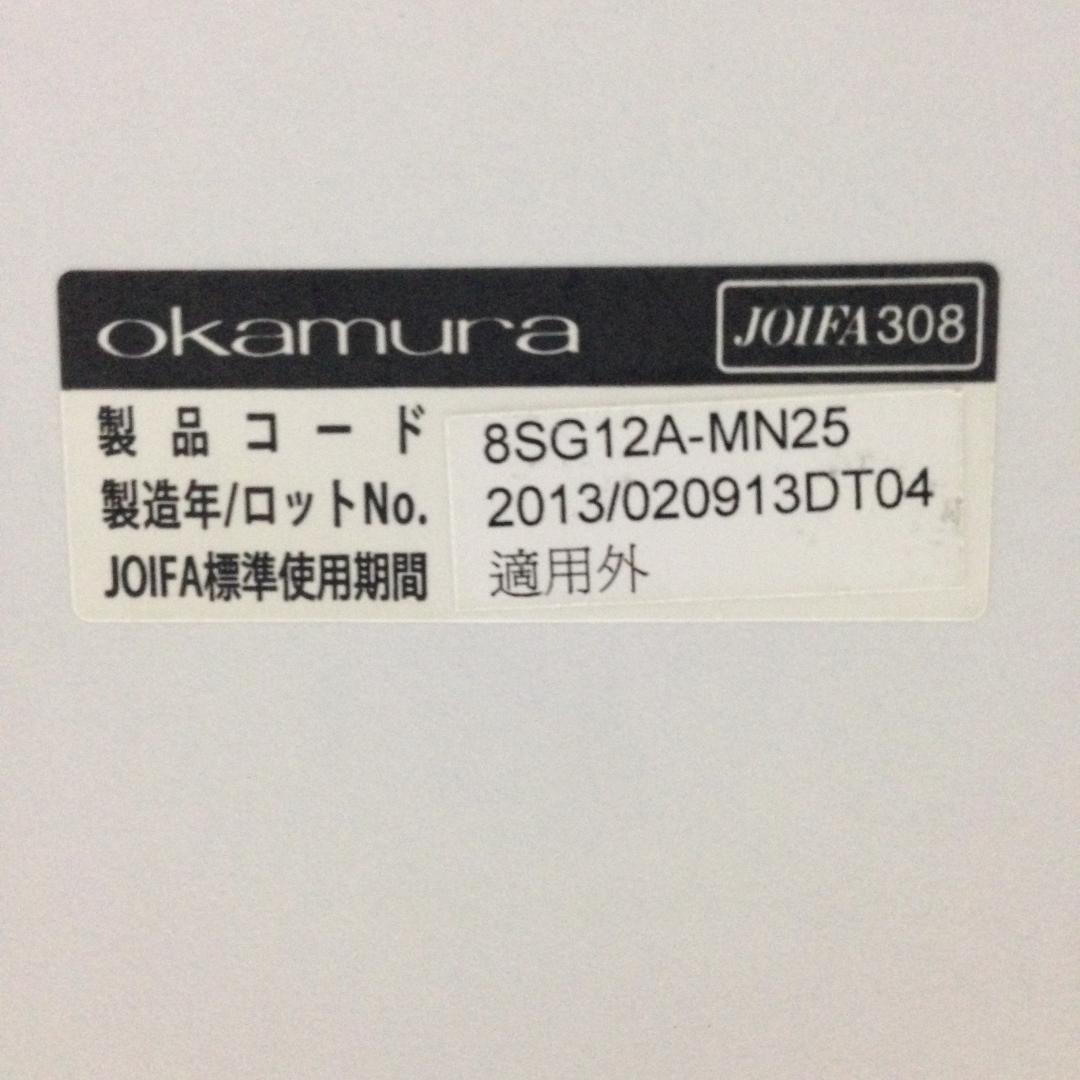 okamura JOIFA308
製品コード 8SG12A-MN25
製造年/ロットNo. 2013/020913DT04
JOIFA標準使用期間 適用外